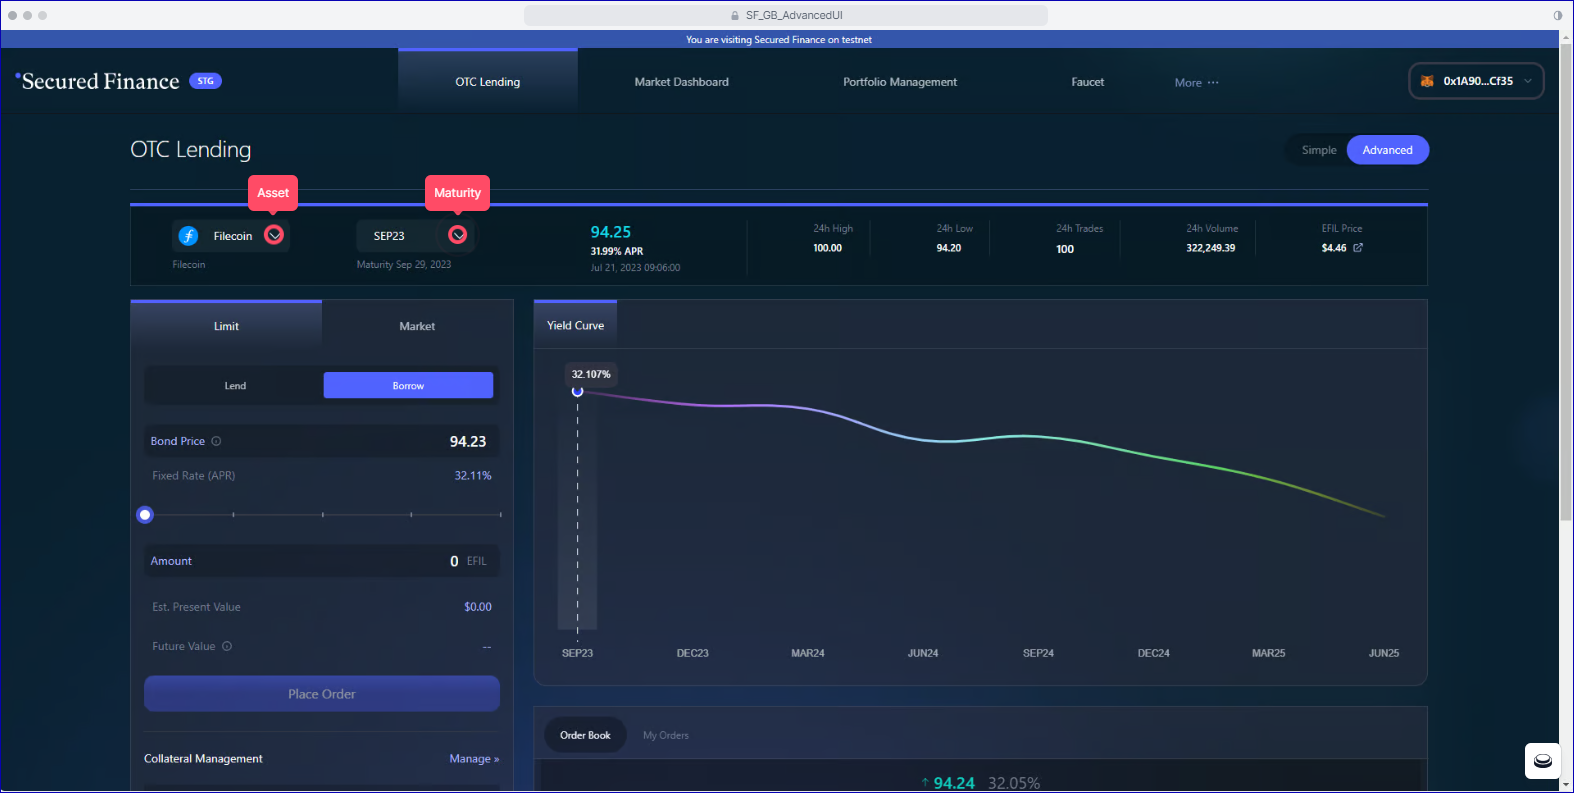 SF_GB_AdvancedUI
You are visiting Secured Finance on testnet
Secured Finance STG
OTC Lending
Market Dashboard
Portfolio Management
Faucet
More ···
0x1A90...Cf35
OTC Lending
Simple
Advanced
Asset
Maturity
Filecoin
Filecoin
SEP23
Maturity Sep 29, 2023
94.25
31.99% APR
Jul 21, 2023 09:06:00
24h High
100.00
24h Low
94.20
24h Trades
100
24h Volume
322,249.39
EFIL Price
$4.46
Limit
Market
Lend
Borrow
Bond Price
94.23
Fixed Rate (APR)
32.11%
Amount
0 EFIL
Est. Present Value
$0.00
Future Value
--
Place Order
Collateral Management
Manage »
Yield Curve
32.107%
SEP23
DEC23
MAR24
JUN24
SEP24
DEC24
MAR25
JUN25
Order Book
My Orders
↑ 94.24 32.05%